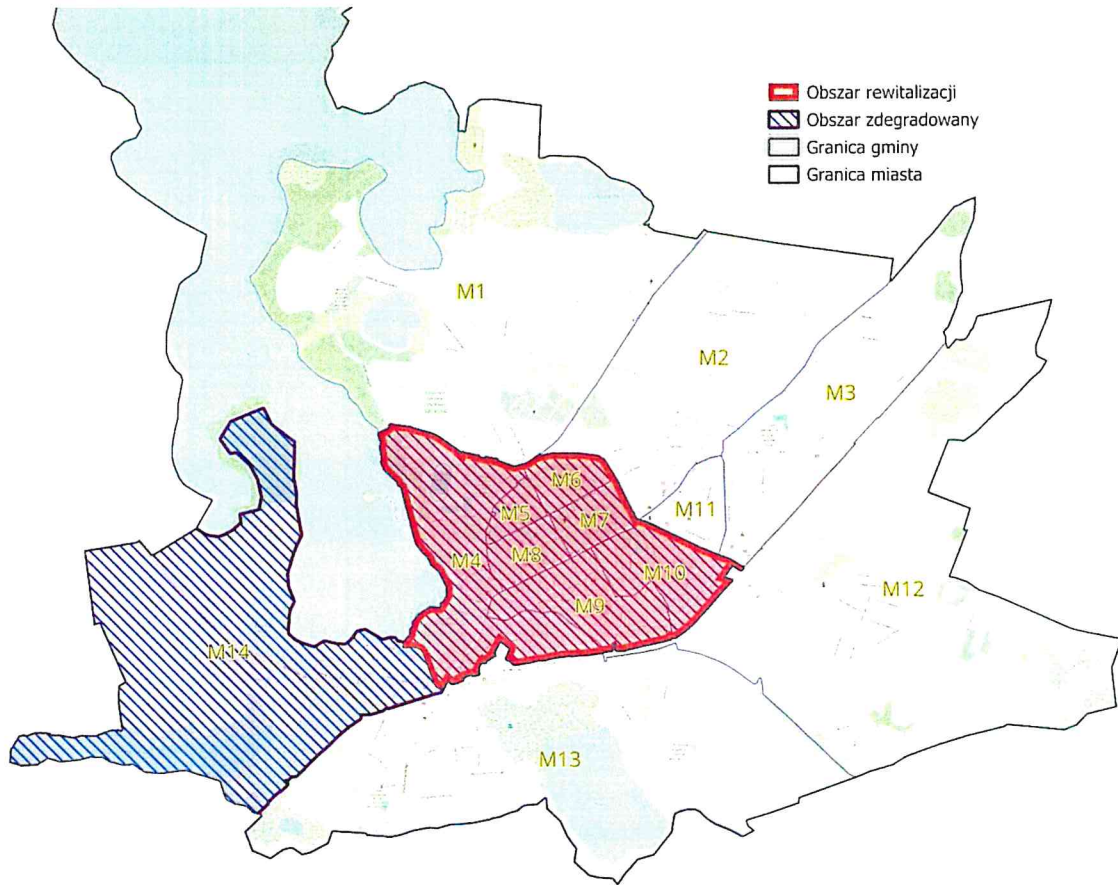 Obszar rewitalizacji
Obszar zdegradowany
Granica gminy
Granica miasta
M1
M2
M3
M6
M5
M7
M11
M4
M8
M10
M9
M12
M14
M13